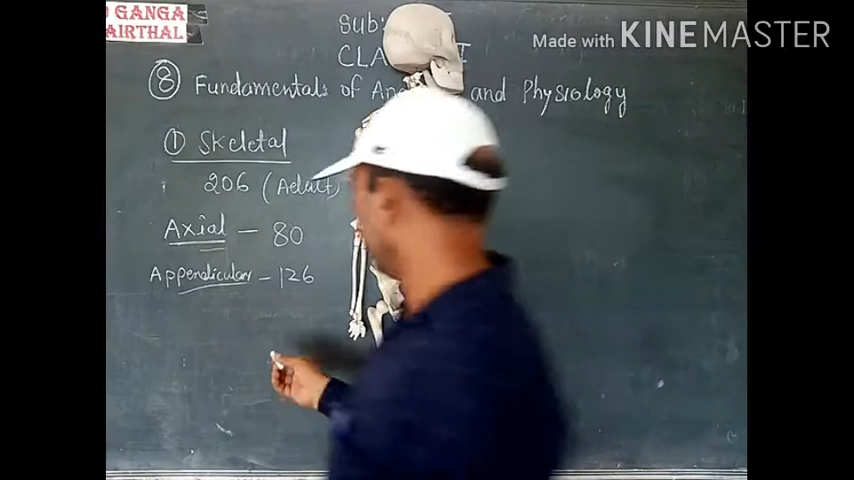 GANGA
AIRTHAL
Made with KINEMASTER
Sub:
CLA
8 Fundamentals of An and Physiology
1 Skeletal
206 (Adult)
Axial - 80
Appendicular - 126